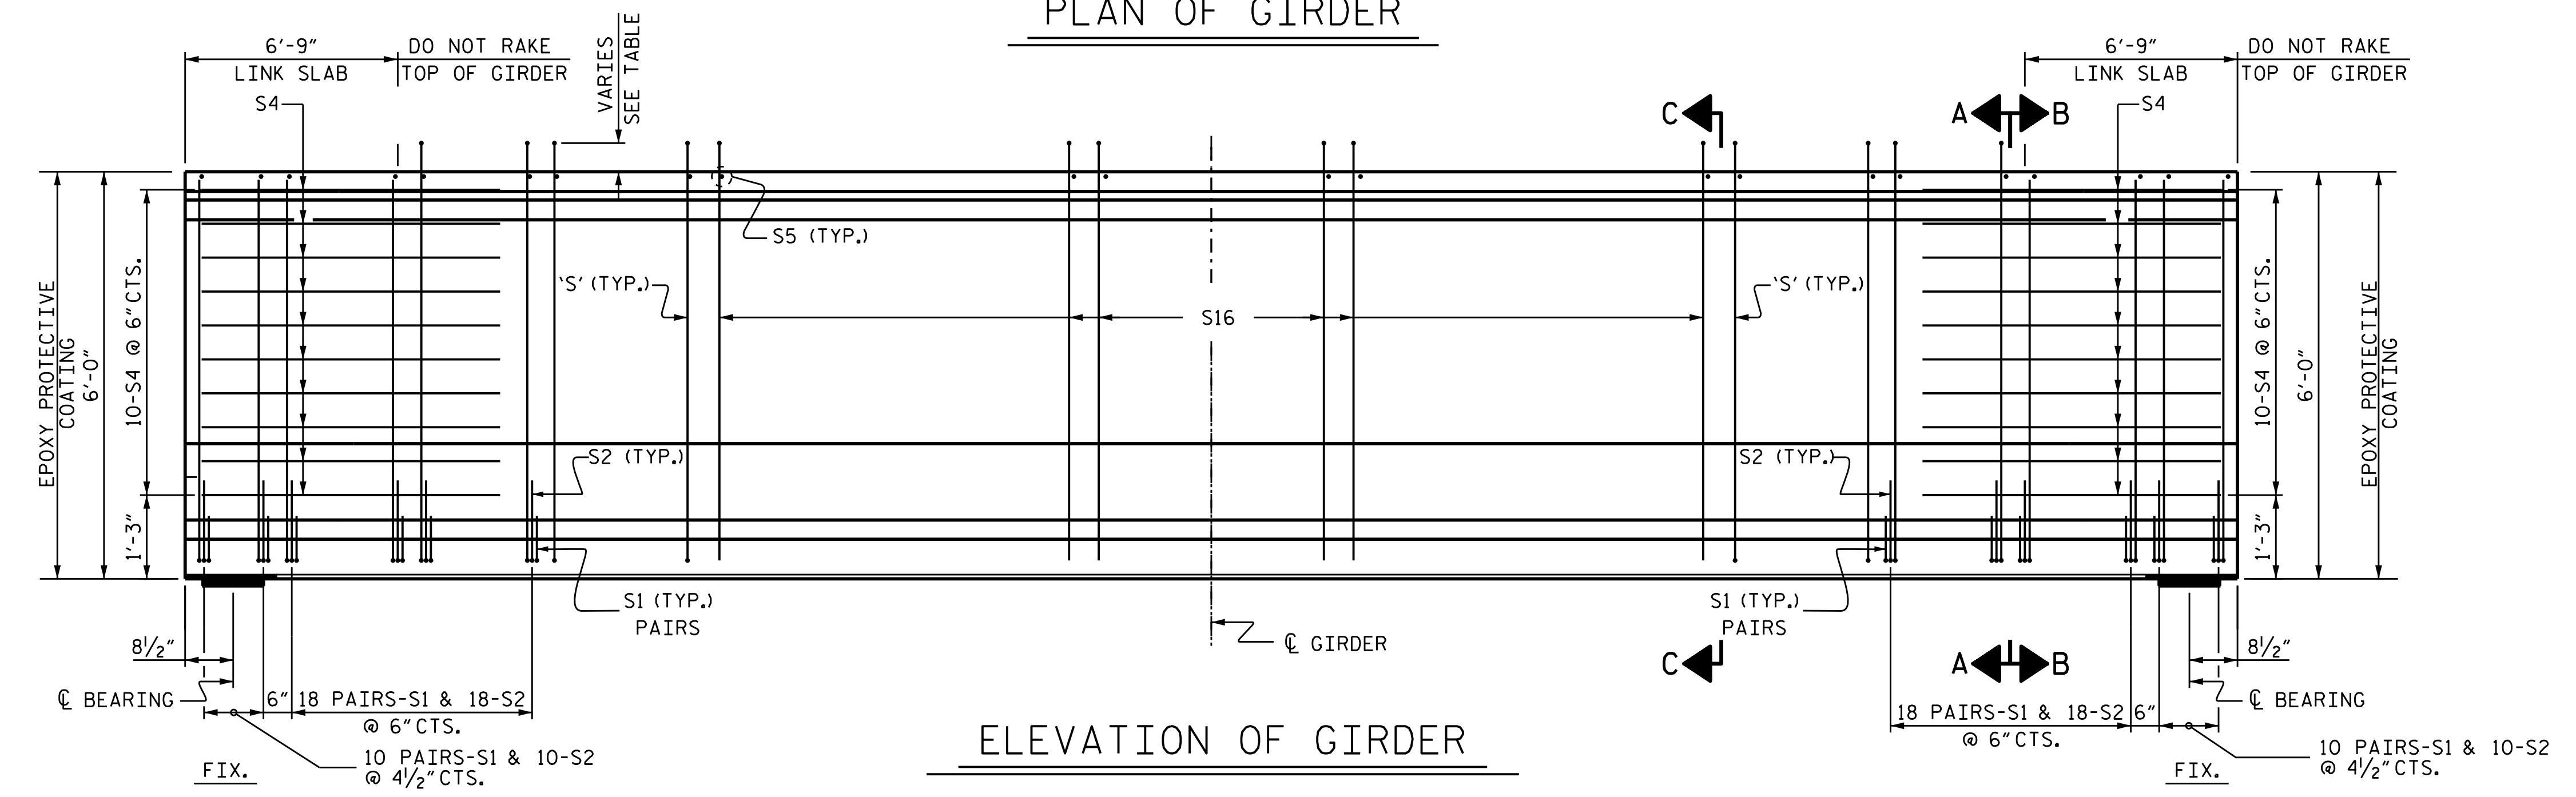 PLAN OF GIRDER
6'-9"
LINK SLAB
DO NOT RAKE
TOP OF GIRDER
VARIES
SEE TABLE
6'-9"
LINK SLAB
DO NOT RAKE
TOP OF GIRDER
S4
C
A
B
S4
S5 (TYP.)
'S' (TYP.)
S16
'S' (TYP.)
EPOXY PROTECTIVE
COATING
6'-0"
10-S4 @ 6" CTS.
1'-3"
10-S4 @ 6" CTS.
1'-3"
6'-0"
EPOXY PROTECTIVE
COATING
S2 (TYP.)
S2 (TYP.)
S1 (TYP.)
PAIRS
S1 (TYP.)
PAIRS
℄ GIRDER
8½"
C
A
B
8½"
℄ BEARING
6"
18 PAIRS-S1 & 18-S2
@ 6" CTS.
18 PAIRS-S1 & 18-S2
@ 6" CTS.
6"
℄ BEARING
10 PAIRS-S1 & 10-S2
@ 4½" CTS.
10 PAIRS-S1 & 10-S2
@ 4½" CTS.
FIX.
ELEVATION OF GIRDER
FIX.